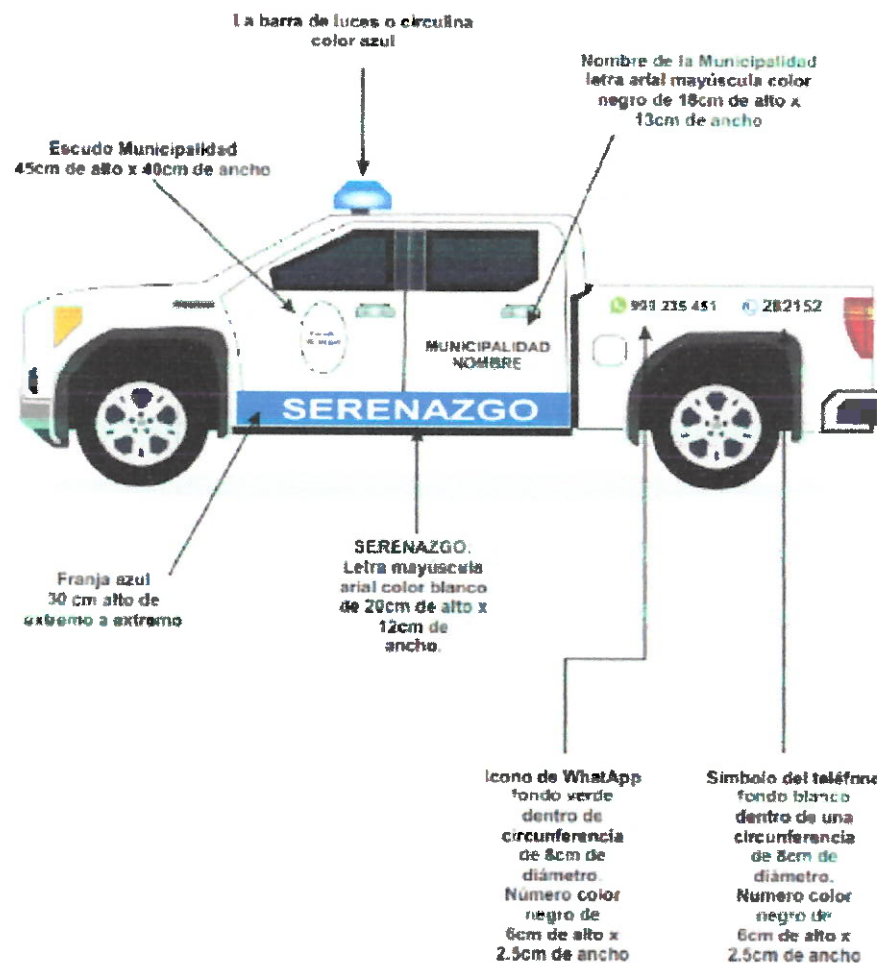 La barra de luces o circulina
color azul
Nombre de la Municipalidad
letra arial mayúscula color
negro de 18cm de alto x
13cm de ancho
Escudo Municipalidad
45cm de alto x 40cm de ancho
991 235 451
282152
MUNICIPALIDAD
NOMBRE
SERENAZGO
SERENAZGO.
Letra mayuscula
arial color blanco
de 20cm de alto x
12cm de
ancho.
Franja azul
30 cm alto de
extremo a extremo
Icono de WhatApp
fondo verde
dentro de
circunferencia
de 8cm de
diámetro.
Número color
negro de
6cm de alto x
2.5cm de ancho
Simbolo del teléfono
fondo blanco
dentro de una
circunferencia
de 8cm de
diámetro.
Numero color
negro de
6cm de alto x
2.5cm de ancho